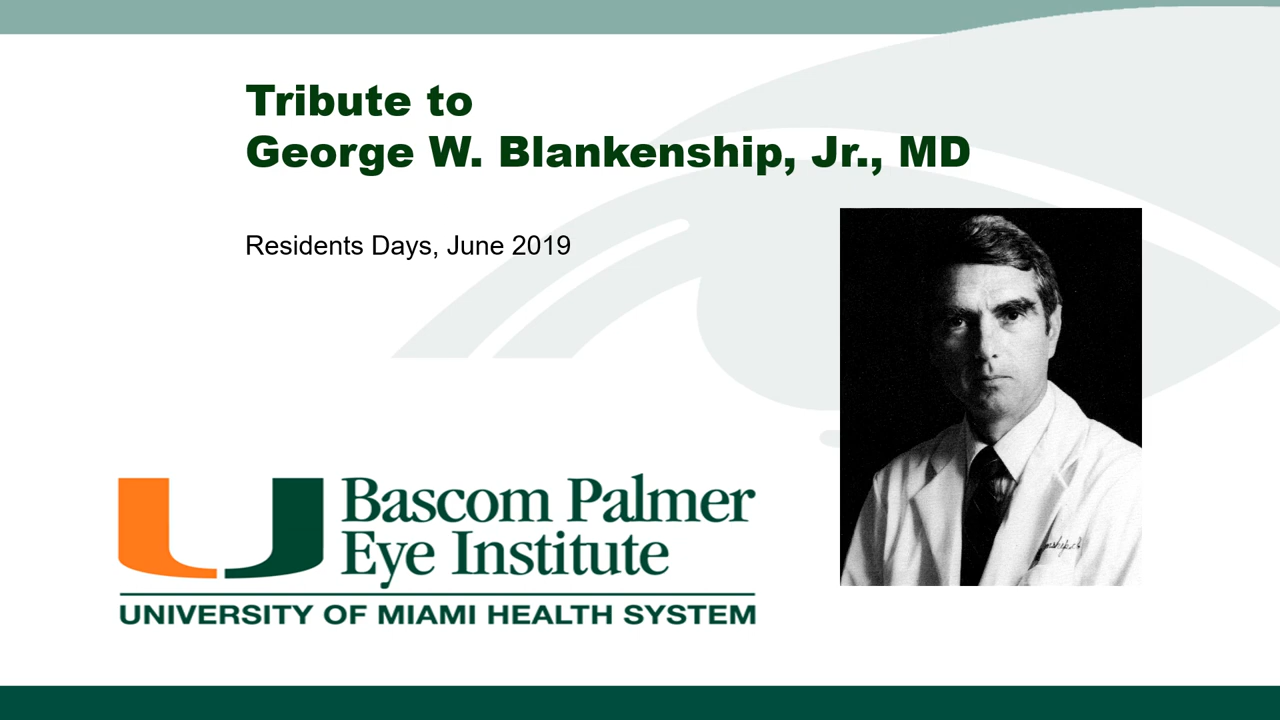 Tribute to
George W. Blankenship, Jr., MD
Residents Days, June 2019
Bascom Palmer
Eye Institute
UNIVERSITY OF MIAMI HEALTH SYSTEM